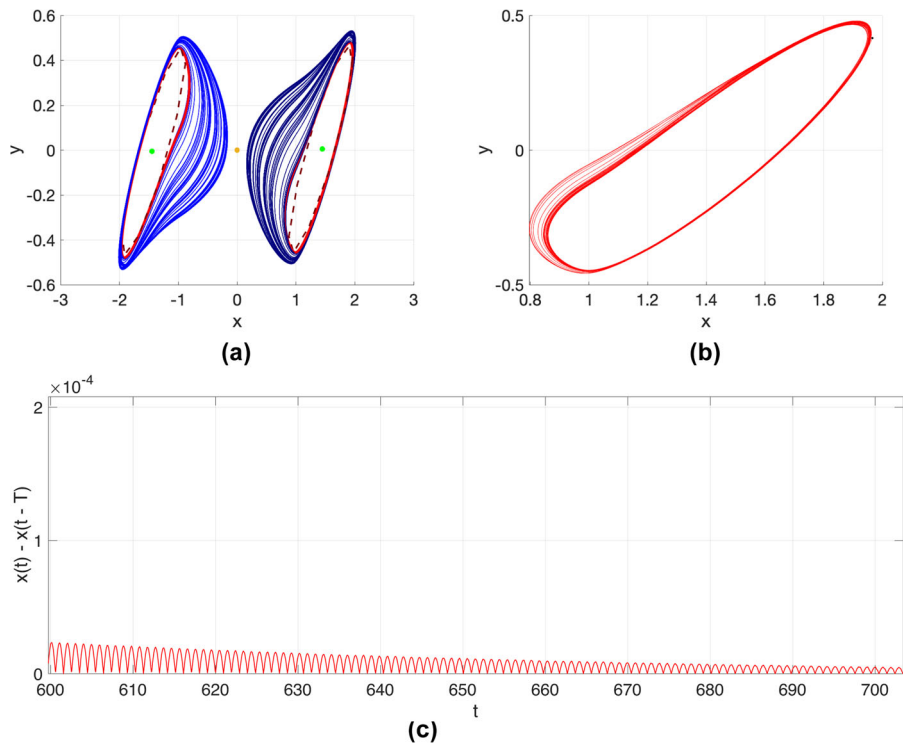 0.6
0.4
0.2
0
-0.2
-0.4
-0.6
y
-3 -2 -1 0 1 2 3
x
(a)
0.5
0
-0.5
y
0.8 1 1.2 1.4 1.6 1.8 2
x
(b)
×10⁻⁴
2
1
0
x(t) - x(t - T)
600 610 620 630 640 650 660 670 680 690 700
t
(c)